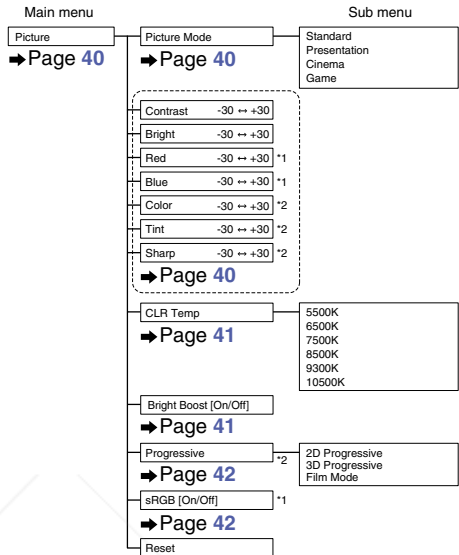 Main menu
Sub menu
Picture
➡Page 40
Picture Mode
➡Page 40
Standard
Presentation
Cinema
Game
Contrast -30 ↔ +30
Bright -30 ↔ +30
Red -30 ↔ +30 *1
Blue -30 ↔ +30 *1
Color -30 ↔ +30 *2
Tint -30 ↔ +30 *2
Sharp -30 ↔ +30 *2
➡Page 40
CLR Temp
➡Page 41
5500K
6500K
7500K
8500K
9300K
10500K
Bright Boost [On/Off]
➡Page 41
Progressive *2
➡Page 42
2D Progressive
3D Progressive
Film Mode
sRGB [On/Off] *1
➡Page 42
Reset